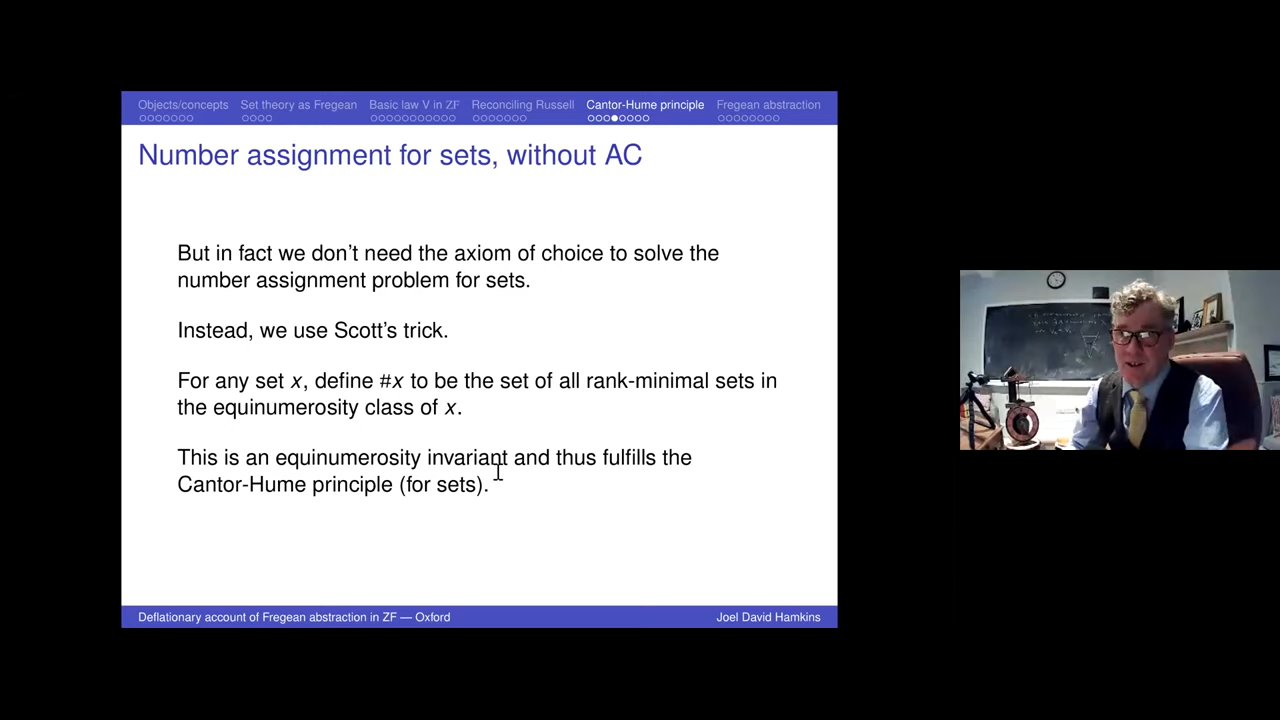 Objects/concepts Set theory as Fregean Basic law V in ZF Reconciling Russell Cantor-Hume principle Fregean abstraction
Number assignment for sets, without AC
But in fact we don't need the axiom of choice to solve the
number assignment problem for sets.
Instead, we use Scott's trick.
For any set x, define #x to be the set of all rank-minimal sets in
the equinumerosity class of x.
This is an equinumerosity invariant and thus fulfills the
Cantor-Hume principle (for sets).
Deflationary account of Fregean abstraction in ZF — Oxford Joel David Hamkins